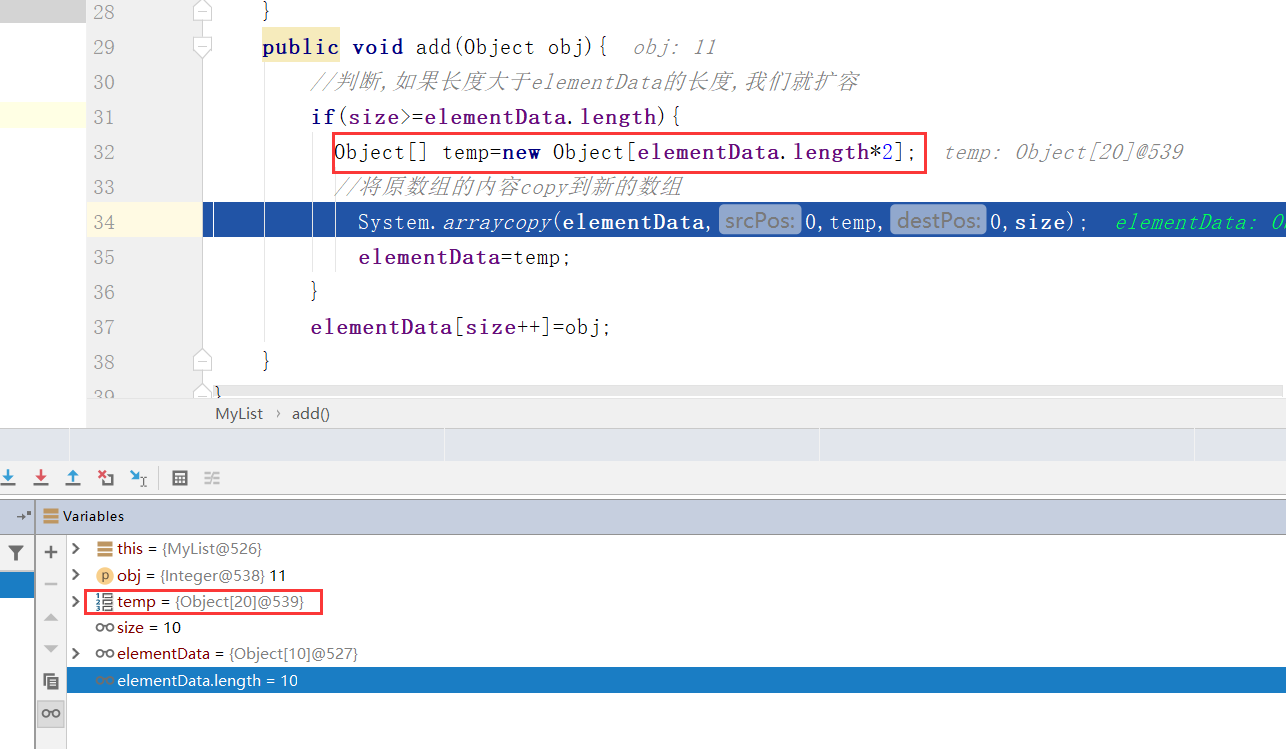 28 }
29 public void add(Object obj){ obj: 11
30 //判断,如果长度大于elementData的长度,我们就扩容
31 if(size>=elementData.length){
32 Object[] temp=new Object[elementData.length*2]; temp: Object[20]@539
33 //将原数组的内容copy到新的数组
34 System.arraycopy(elementData, srcPos: 0,temp, destPos: 0,size); elementData:
35 elementData=temp;
36 }
37 elementData[size++]=obj;
38 }
39 }
MyList › add()
Variables
this = {MyList@526}
p obj = {Integer@538} 11
temp = {Object[20]@539}
size = 10
elementData = {Object[10]@527}
elementData.length = 10